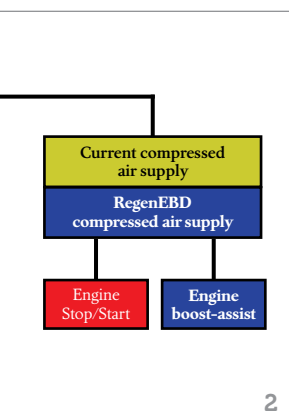 Current compressed
air supply
RegenEBD
compressed air supply
Engine
Stop/Start
Engine
boost-assist
2